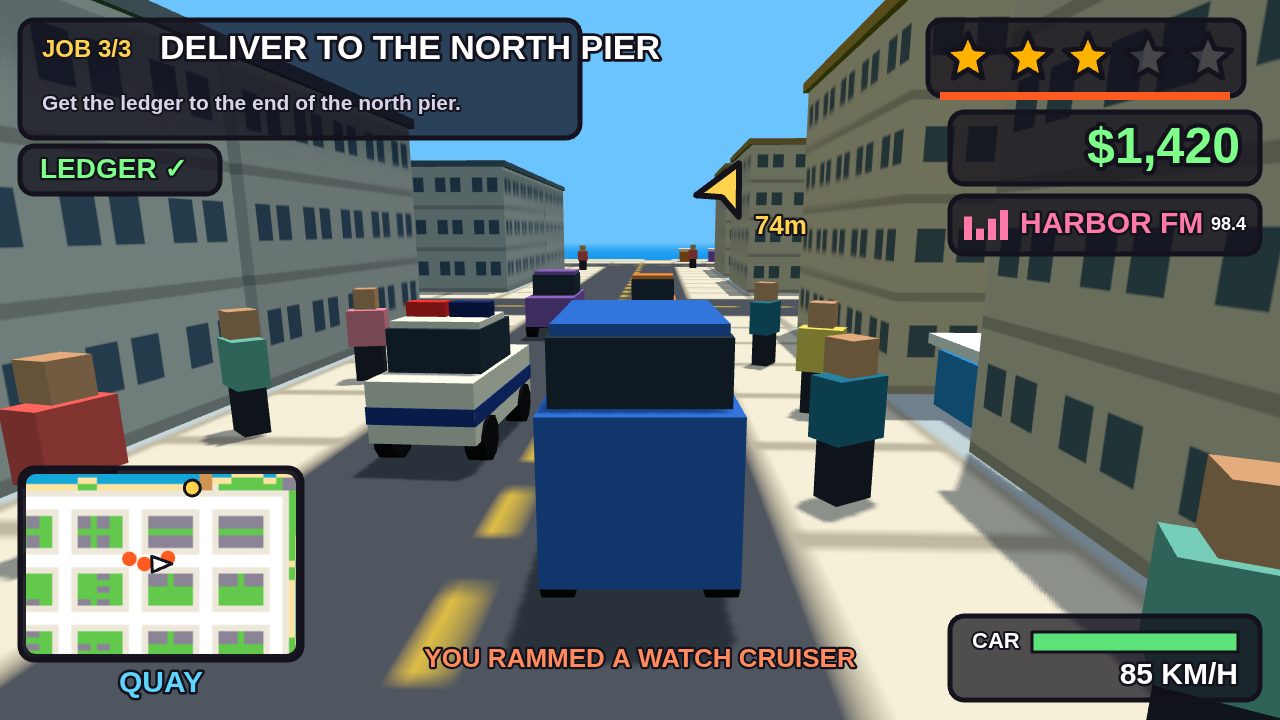 JOB 3/3 DELIVER TO THE NORTH PIER
Get the ledger to the end of the north pier.
LEDGER ✓
$1,420
HARBOR FM 98.4
74m
YOU RAMMED A WATCH CRUISER
QUAY
CAR
85 KM/H